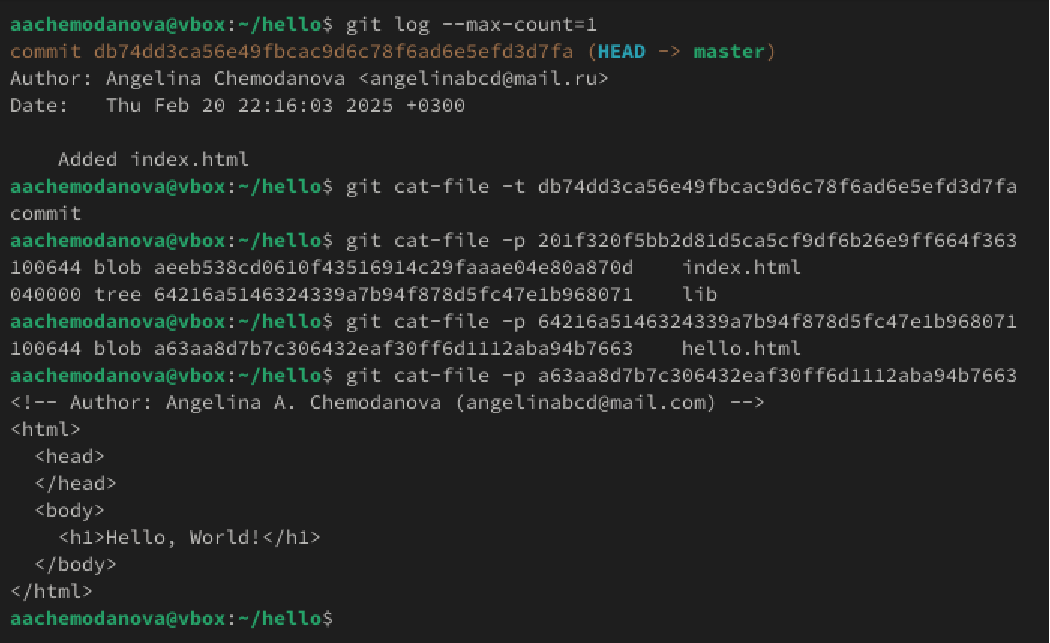 aachemodanova@vbox:~/hello$ git log --max-count=1
commit db74dd3ca56e49fbcac9d6c78f6ad6e5efd3d7fa (HEAD -> master)
Author: Angelina Chemodanova <angelinabcd@mail.ru>
Date:   Thu Feb 20 22:16:03 2025 +0300

    Added index.html
aachemodanova@vbox:~/hello$ git cat-file -t db74dd3ca56e49fbcac9d6c78f6ad6e5efd3d7fa
commit
aachemodanova@vbox:~/hello$ git cat-file -p 201f320f5bb2d81d5ca5cf9df6b26e9ff664f363
100644 blob aeeb538cd0610f43516914c29faaae04e80a870d    index.html
040000 tree 64216a5146324339a7b94f878d5fc47e1b968071    lib
aachemodanova@vbox:~/hello$ git cat-file -p 64216a5146324339a7b94f878d5fc47e1b968071
100644 blob a63aa8d7b7c306432eaf30ff6d1112aba94b7663    hello.html
aachemodanova@vbox:~/hello$ git cat-file -p a63aa8d7b7c306432eaf30ff6d1112aba94b7663
<!-- Author: Angelina A. Chemodanova (angelinabcd@mail.com) -->
<html>
  <head>
  </head>
  <body>
    <h1>Hello, World!</h1>
  </body>
</html>
aachemodanova@vbox:~/hello$